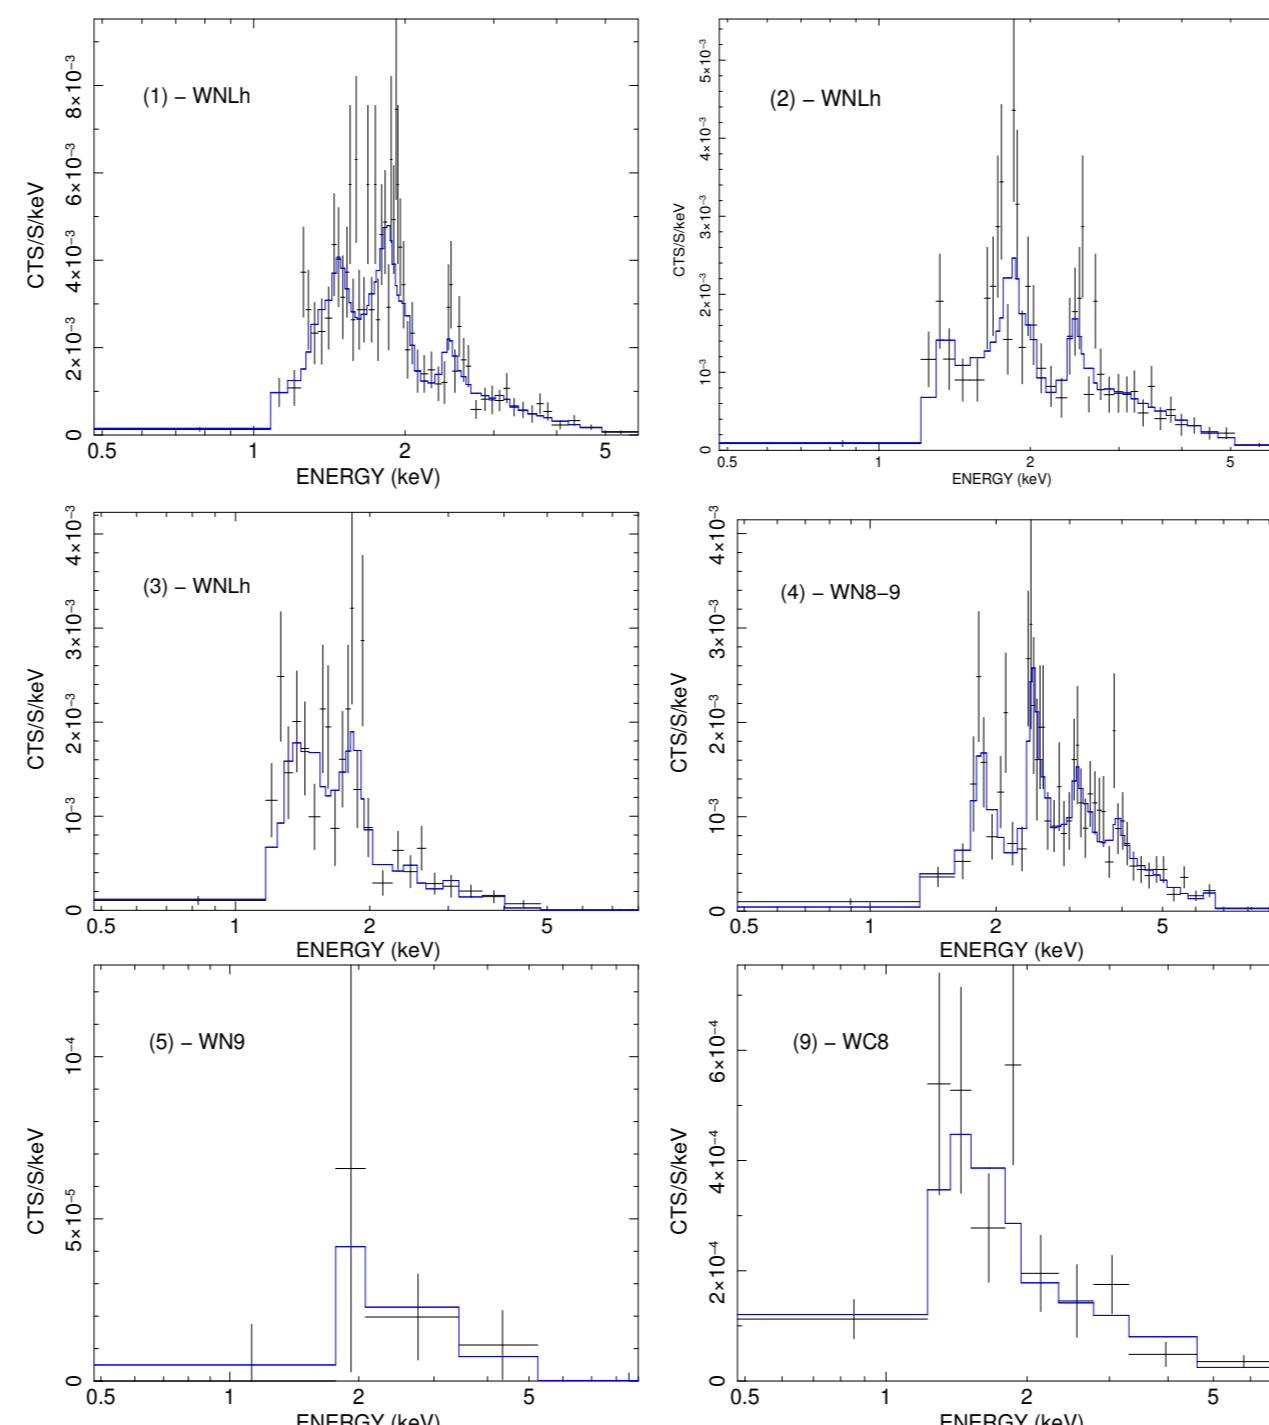 (1) − WNLh
CTS/S/keV
0
2×10⁻³
4×10⁻³
6×10⁻³
8×10⁻³
0.5 1 2 5
ENERGY (keV)
(2) − WNLh
CTS/S/keV
0
10⁻³
2×10⁻³
3×10⁻³
4×10⁻³
5×10⁻³
0.5 1 2 5
ENERGY (keV)
(3) − WNLh
CTS/S/keV
0
10⁻³
2×10⁻³
3×10⁻³
4×10⁻³
0.5 1 2 5
ENERGY (keV)
(4) − WN8−9
CTS/S/keV
0
10⁻³
2×10⁻³
3×10⁻³
4×10⁻³
0.5 1 2 5
ENERGY (keV)
(5) − WN9
CTS/S/keV
0
5×10⁻⁵
10⁻⁴
0.5 1 2 5
ENERGY (keV)
(9) − WC8
CTS/S/keV
0
2×10⁻⁴
4×10⁻⁴
6×10⁻⁴
0.5 1 2 5
ENERGY (keV)